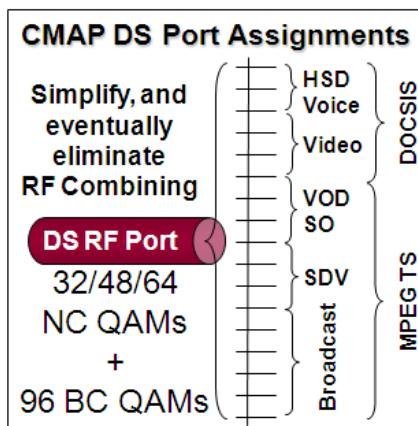 CMAP DS Port Assignments
Simplify, and
eventually
eliminate
RF Combining
DS RF Port
32/48/64
NC QAMs
+
96 BC QAMs
HSD
Voice
Video
VOD
SO
SDV
Broadcast
DOCSIS
MPEG TS